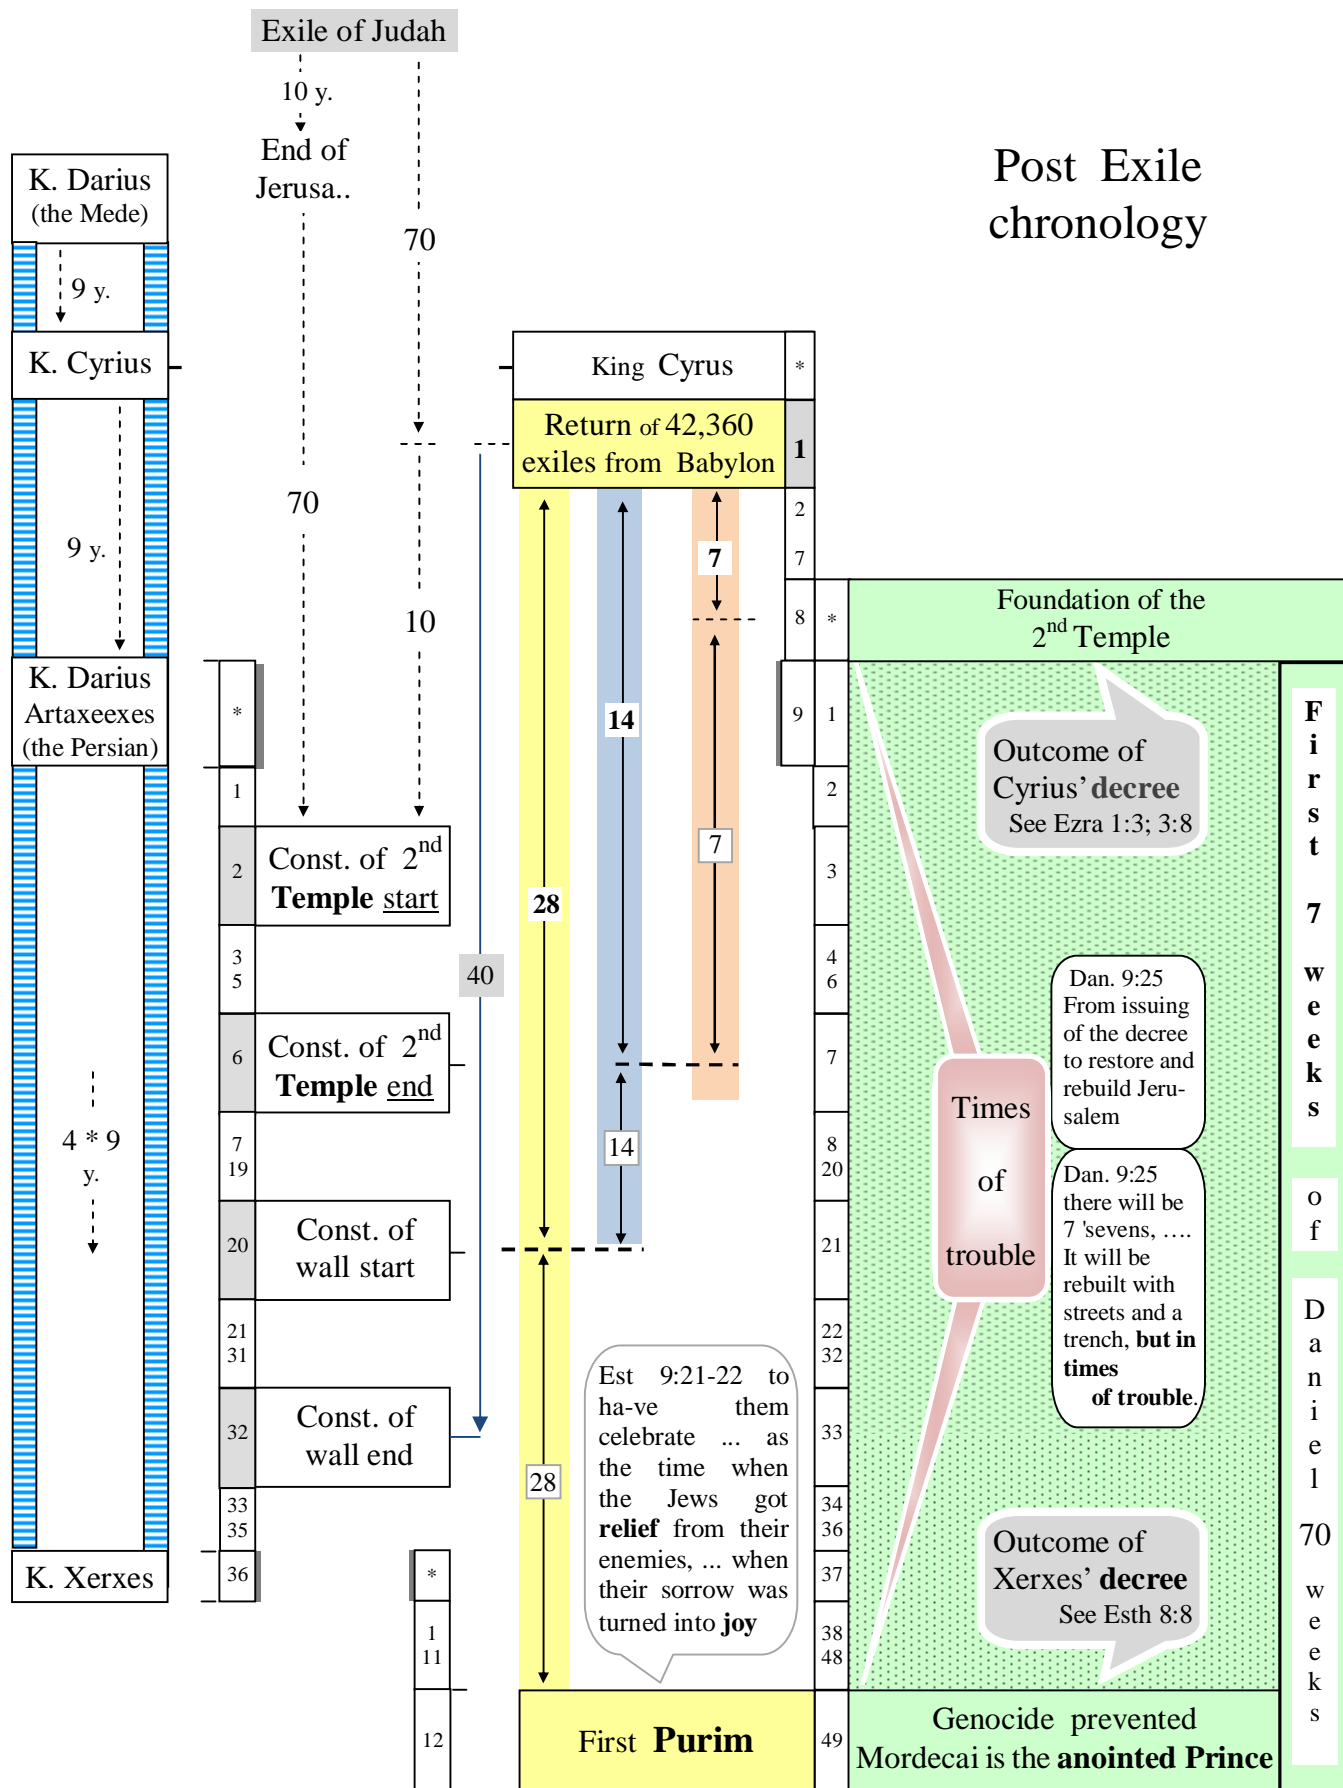 Exile of Judah
10 y.
End of
Jerusa..
Post Exile
chronology
K. Darius
(the Mede)
70
9 y.
K. Cyrius
King Cyrus
*
Return of 42,360
exiles from Babylon
1
70
2
7
7
9 y.
10
8
*
Foundation of the
2nd Temple
K. Darius
Artaxeexes
(the Persian)
*
14
9
1
Outcome of
Cyrius’ decree
See Ezra 1:3; 3:8
1
2
2
Const. of 2nd
Temple start
7
3
28
3
5
40
4
6
Dan. 9:25
From issuing
of the decree
to restore and
rebuild Jeru-
salem
6
Const. of 2nd
Temple end
7
Times
of
trouble
4 * 9
y.
7
19
14
8
20
Dan. 9:25
there will be
7 'sevens, ….
It will be
rebuilt with
streets and a
trench, but in
times
of trouble.
20
Const. of
wall start
21
21
31
22
32
Est 9:21-22 to
ha-ve them
celebrate ... as
the time when
the Jews got
relief from their
enemies, ... when
their sorrow was
turned into joy
32
Const. of
wall end
33
28
33
35
34
36
Outcome of
Xerxes’ decree
See Esth 8:8
K. Xerxes
36
*
37
1
11
38
48
12
First Purim
49
Genocide prevented
Mordecai is the anointed Prince
F
i
r
s
t
7
w
e
e
k
s
o
f
D
a
n
i
e
l
70
w
e
e
k
s